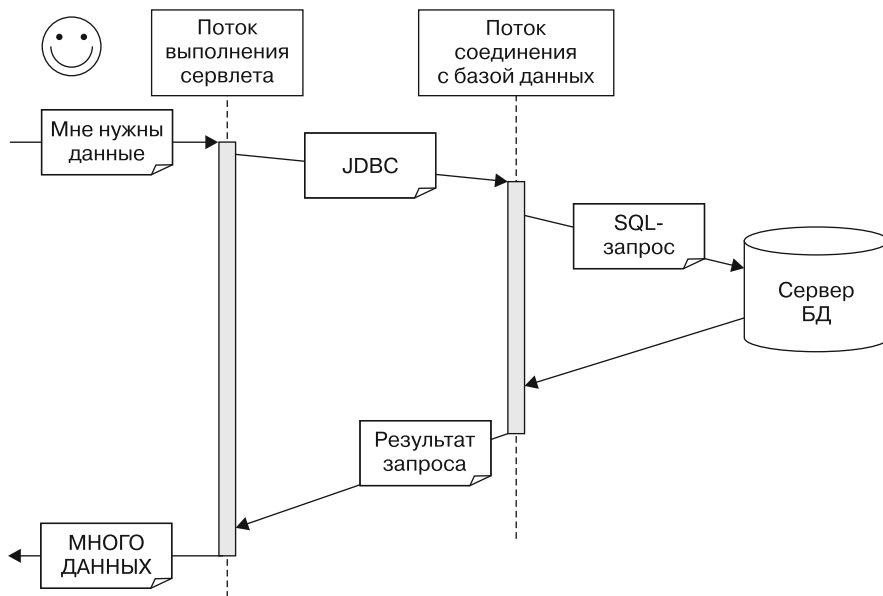 Поток
выполнения
сервлета
Поток
соединения
с базой данных
Мне нужны
данные
JDBC
SQL-
запрос
Сервер
БД
Результат
запроса
МНОГО
ДАННЫХ